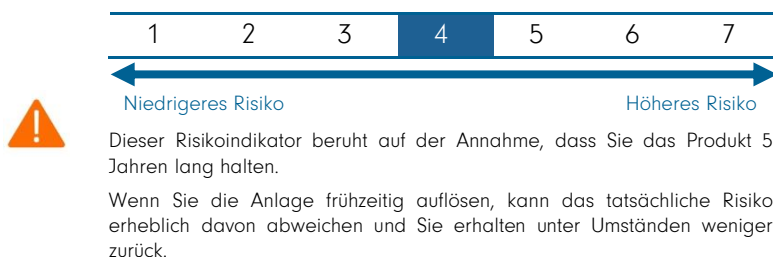 1 2 3 4 5 6 7
Niedrigeres Risiko Höheres Risiko
Dieser Risikoindikator beruht auf der Annahme, dass Sie das Produkt 5
Jahren lang halten.
Wenn Sie die Anlage frühzeitig auflösen, kann das tatsächliche Risiko
erheblich davon abweichen und Sie erhalten unter Umständen weniger
zurück.